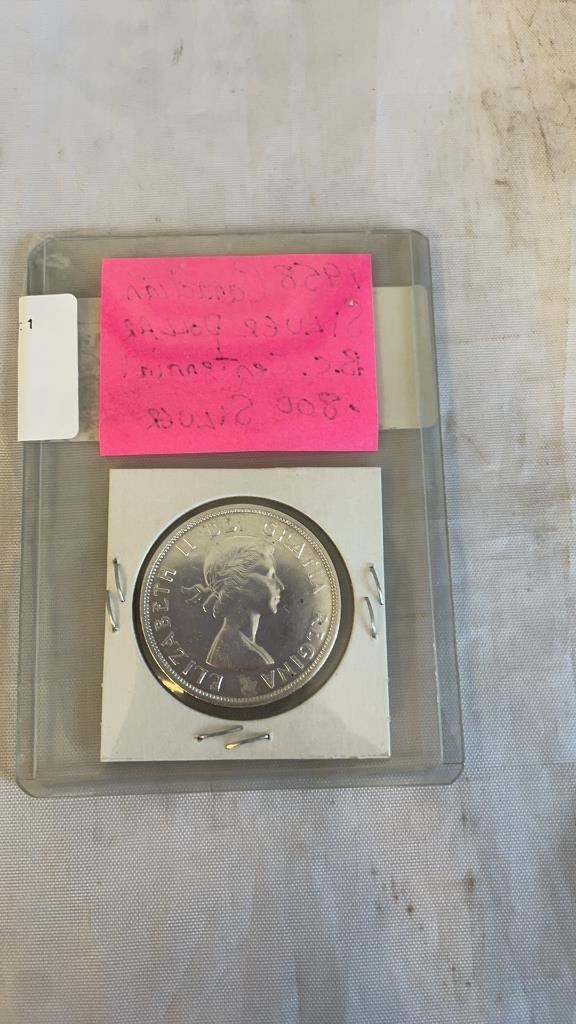 : 1
1958 Canadian
Silver Dollar
B.C. Centennial
.800 Silver
ELIZABETH II DEI GRATIA REGINA